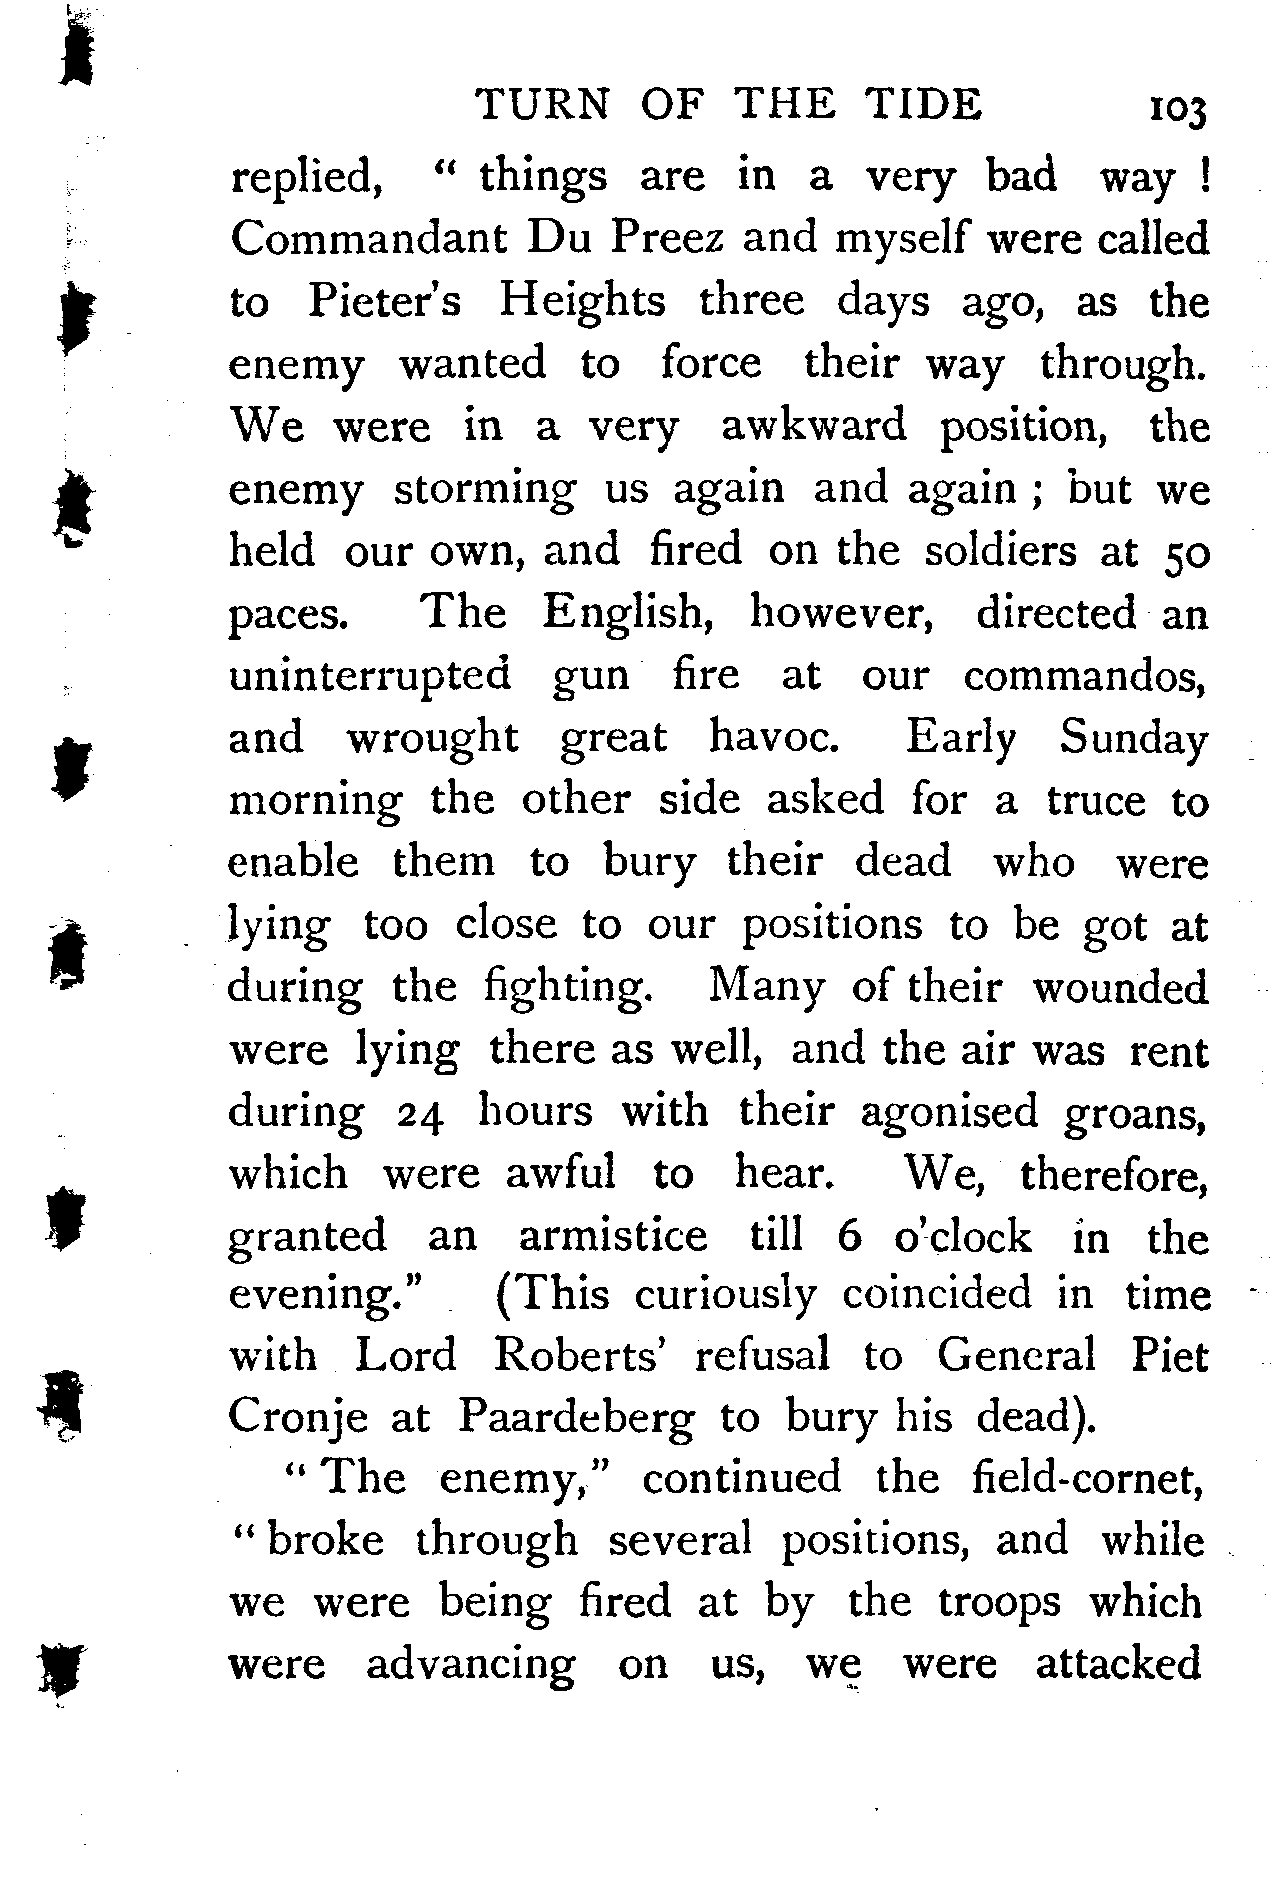 TURN OF THE TIDE 103
replied, " things are in a very bad way !
Commandant Du Preez and myself were called
to Pieter's Heights three days ago, as the
enemy wanted to force their way through.
We were in a very awkward position, the
enemy storming us again and again ; but we
held our own, and fired on the soldiers at 50
paces. The English, however, directed an
uninterrupted gun fire at our commandos,
and wrought great havoc. Early Sunday
morning the other side asked for a truce to
enable them to bury their dead who were
lying too close to our positions to be got at
during the fighting. Many of their wounded
were lying there as well, and the air was rent
during 24 hours with their agonised groans,
which were awful to hear. We, therefore,
granted an armistice till 6 o'clock in the
evening." (This curiously coincided in time
with Lord Roberts' refusal to General Piet
Cronje at Paardeberg to bury his dead).
" The enemy," continued the field-cornet,
" broke through several positions, and while
we were being fired at by the troops which
were advancing on us, we were attacked